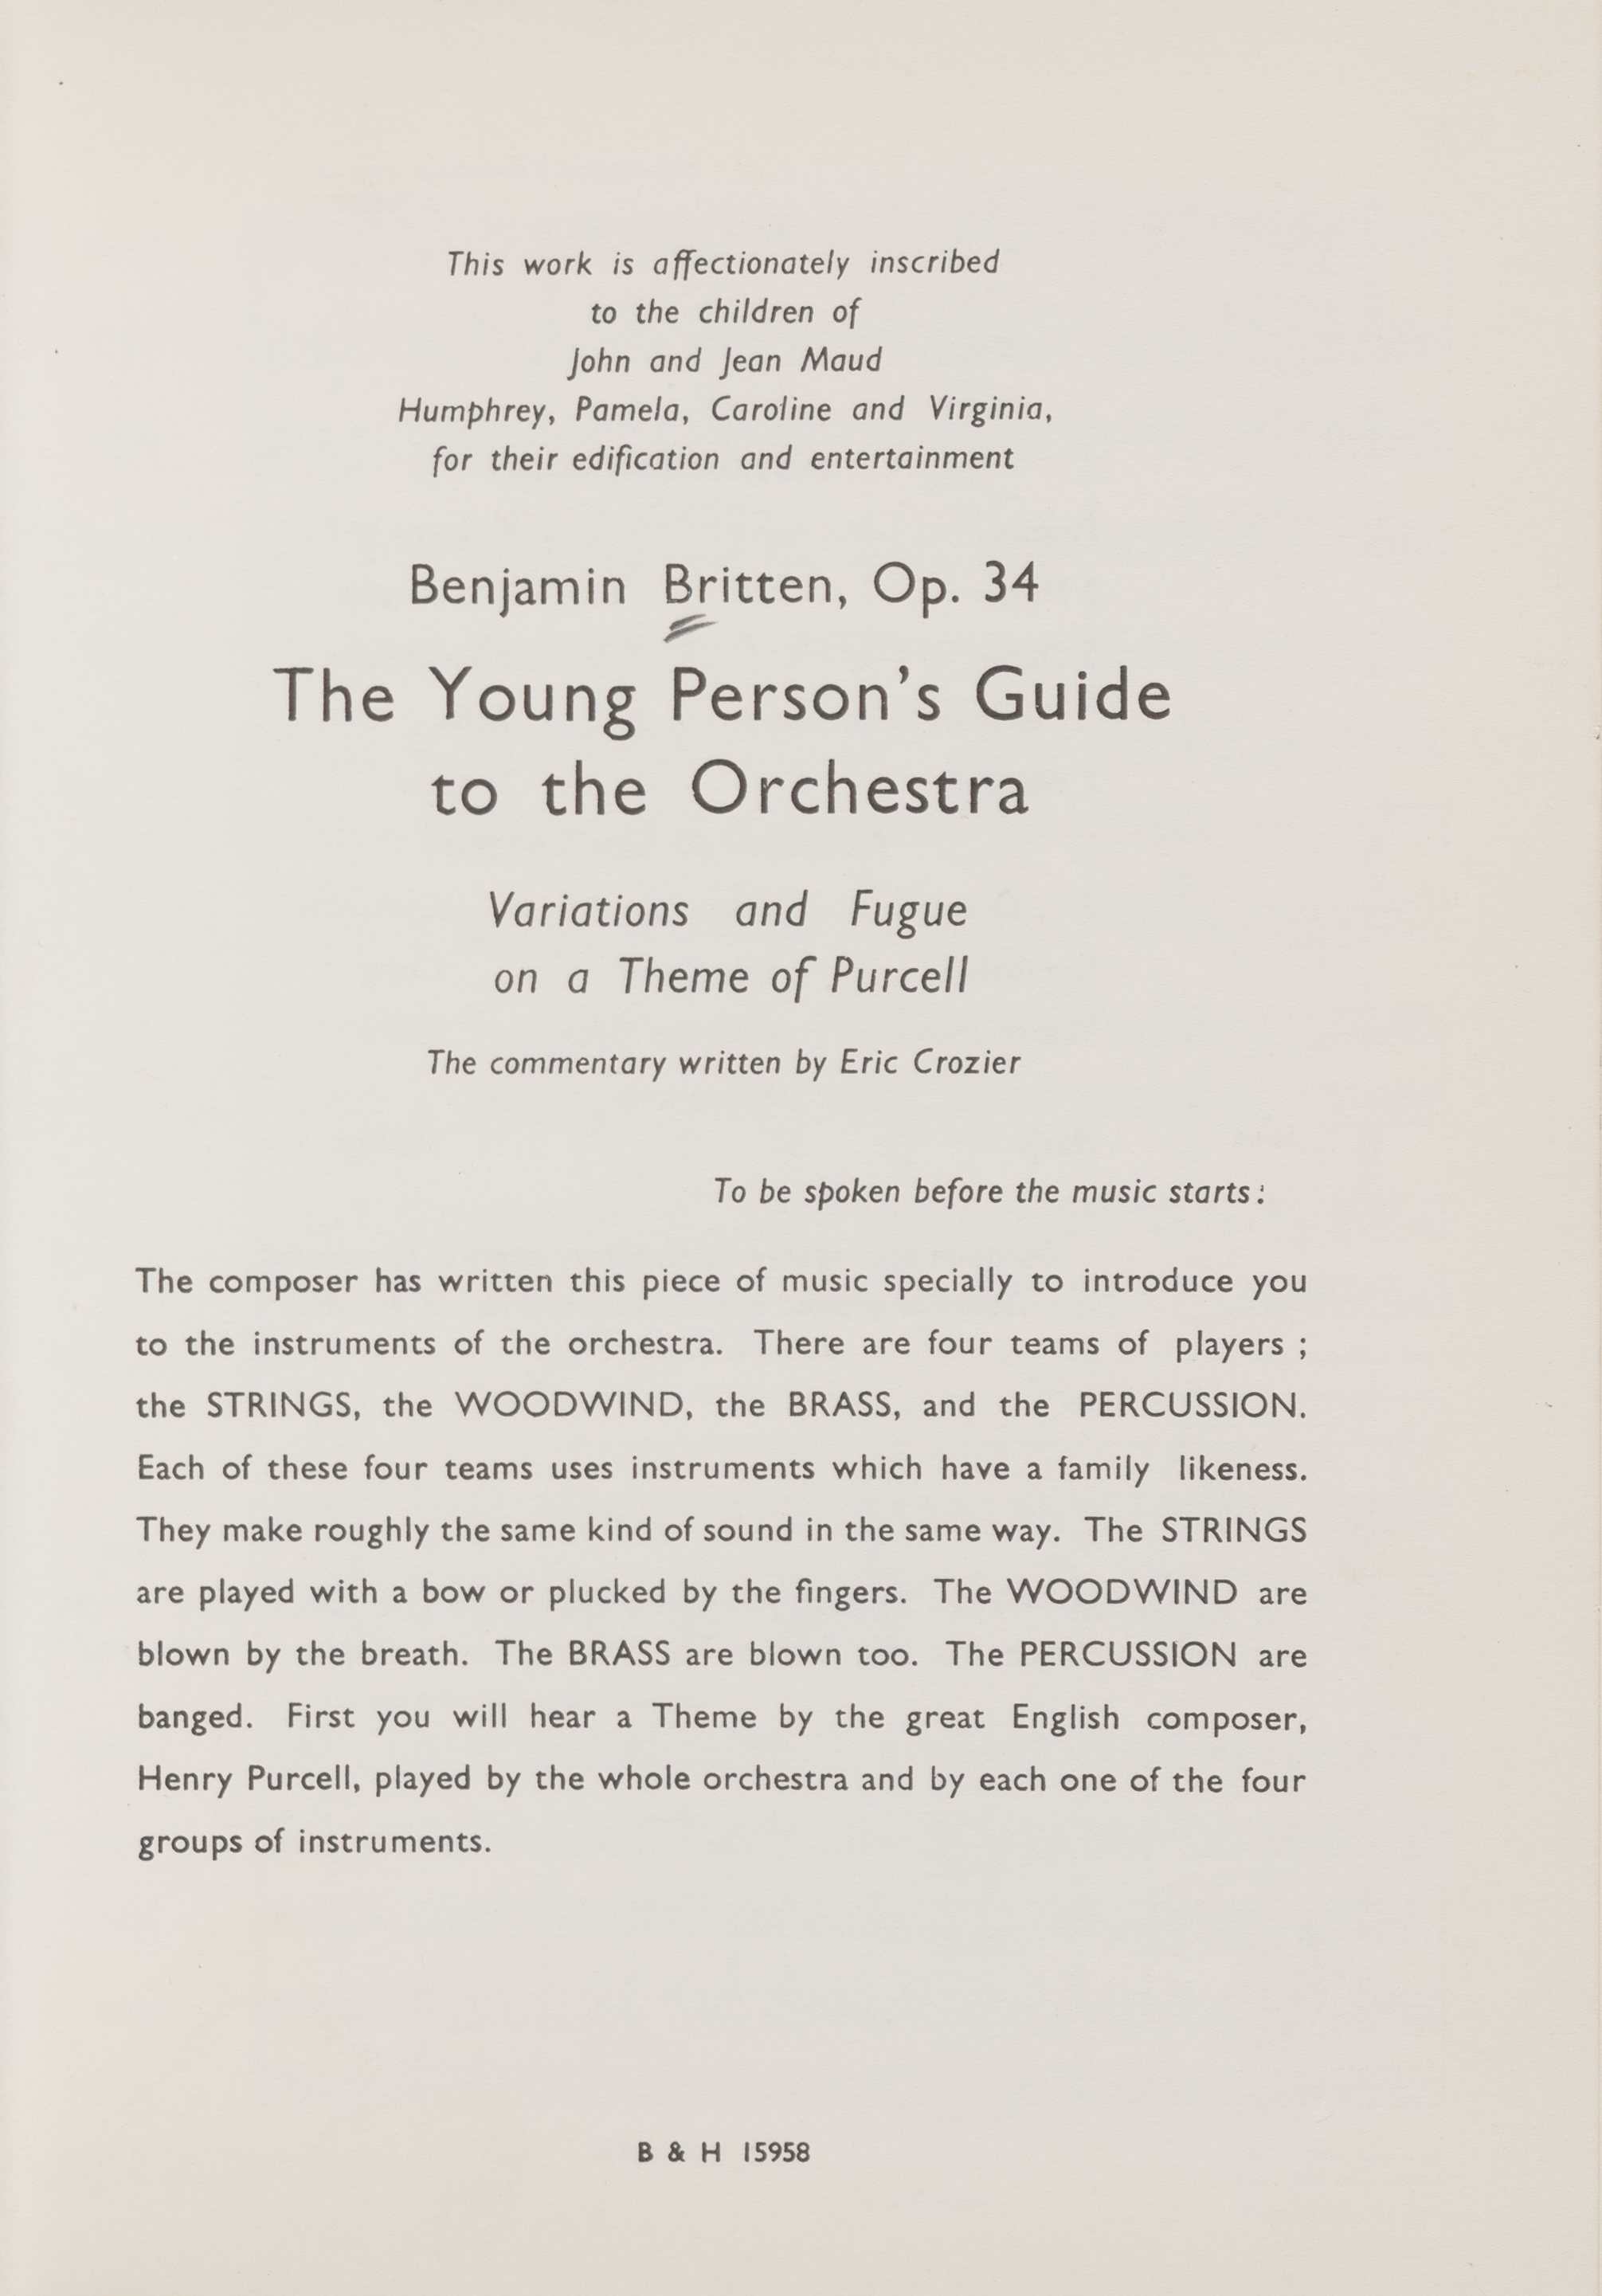 This work is affectionately inscribed
to the children of
John and Jean Maud
Humphrey, Pamela, Caroline and Virginia,
for their edification and entertainment
Benjamin Britten, Op. 34
The Young Person's Guide
to the Orchestra
Variations and Fugue
on a Theme of Purcell
The commentary written by Eric Crozier
To be spoken before the music starts:
The composer has written this piece of music specially to introduce you
to the instruments of the orchestra. There are four teams of players ;
the STRINGS, the WOODWIND, the BRASS, and the PERCUSSION.
Each of these four teams uses instruments which have a family likeness.
They make roughly the same kind of sound in the same way. The STRINGS
are played with a bow or plucked by the fingers. The WOODWIND are
blown by the breath. The BRASS are blown too. The PERCUSSION are
banged. First you will hear a Theme by the great English composer,
Henry Purcell, played by the whole orchestra and by each one of the four
groups of instruments.
B & H 15958